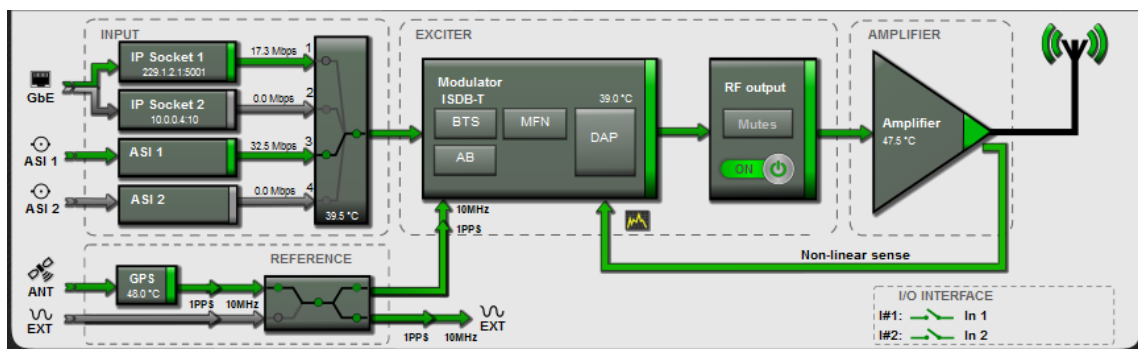 INPUT
EXCITER
AMPLIFIER
GbE
IP Socket 1
229.1.2.1:5001
17.3 Mbps
1
IP Socket 2
10.0.0.4:10
0.0 Mbps
2
ASI 1
ASI 1
32.5 Mbps
3
ASI 2
ASI 2
0.0 Mbps
4
39.5 °C
Modulator
ISDB-T
39.0 °C
BTS
MFN
DAP
AB
RF output
Mutes
ON
Amplifier
47.5 °C
10MHz
1PPS
Non-linear sense
REFERENCE
ANT
GPS
48.0 °C
1PPS
10MHz
EXT
1PPS
10MHz
EXT
I/O INTERFACE
I#1:
In 1
I#2:
In 2